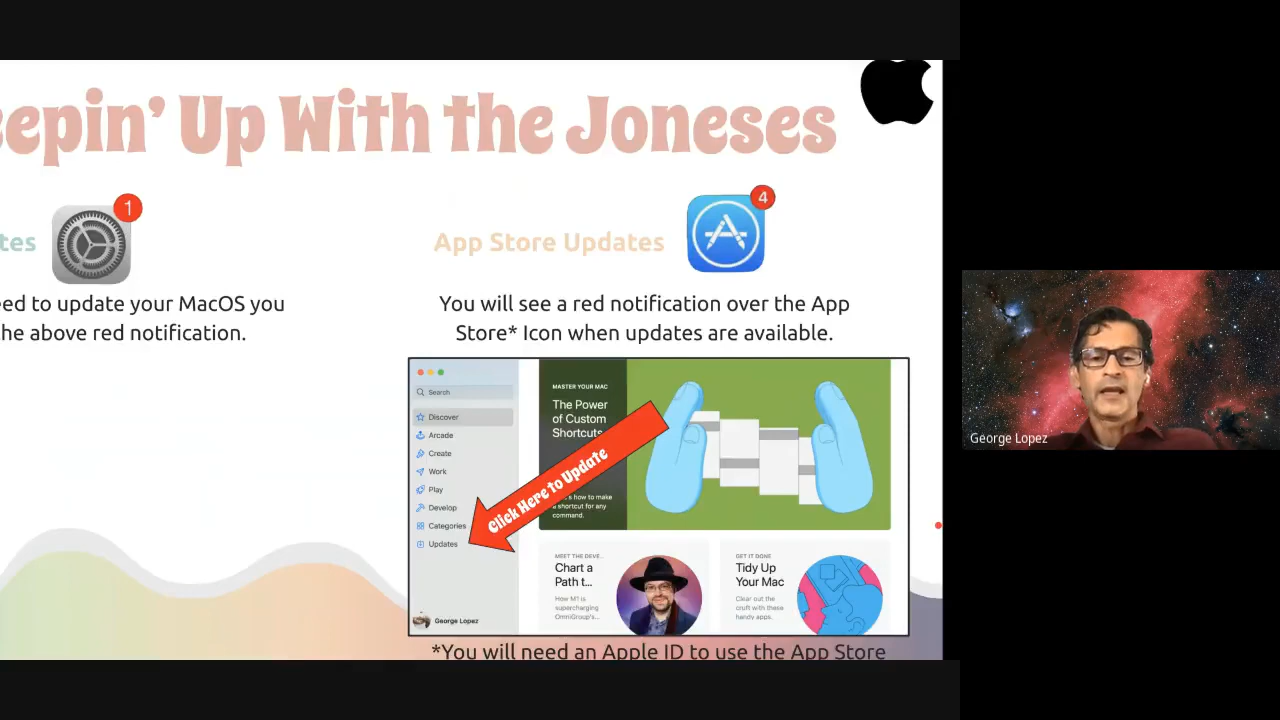 eepin' Up With the Joneses
1
4
tes
App Store Updates
eed to update your MacOS you
he above red notification.
You will see a red notification over the App
Store* Icon when updates are available.
Search
Discover
Arcade
Create
Work
Play
Develop
Categories
Updates
George Lopez
MASTER YOUR MAC
The Power
of Custom
Shortcuts
's how to make
a shortcut for any
command.
Click Here to Update
MEET THE DEVE...
Chart a
Path t...
How M1 is
supercharging
OmniGroup's...
GET IT DONE
Tidy Up
Your Mac
Clear out the
cruft with these
handy apps.
*You will need an Apple ID to use the App Store
George Lopez